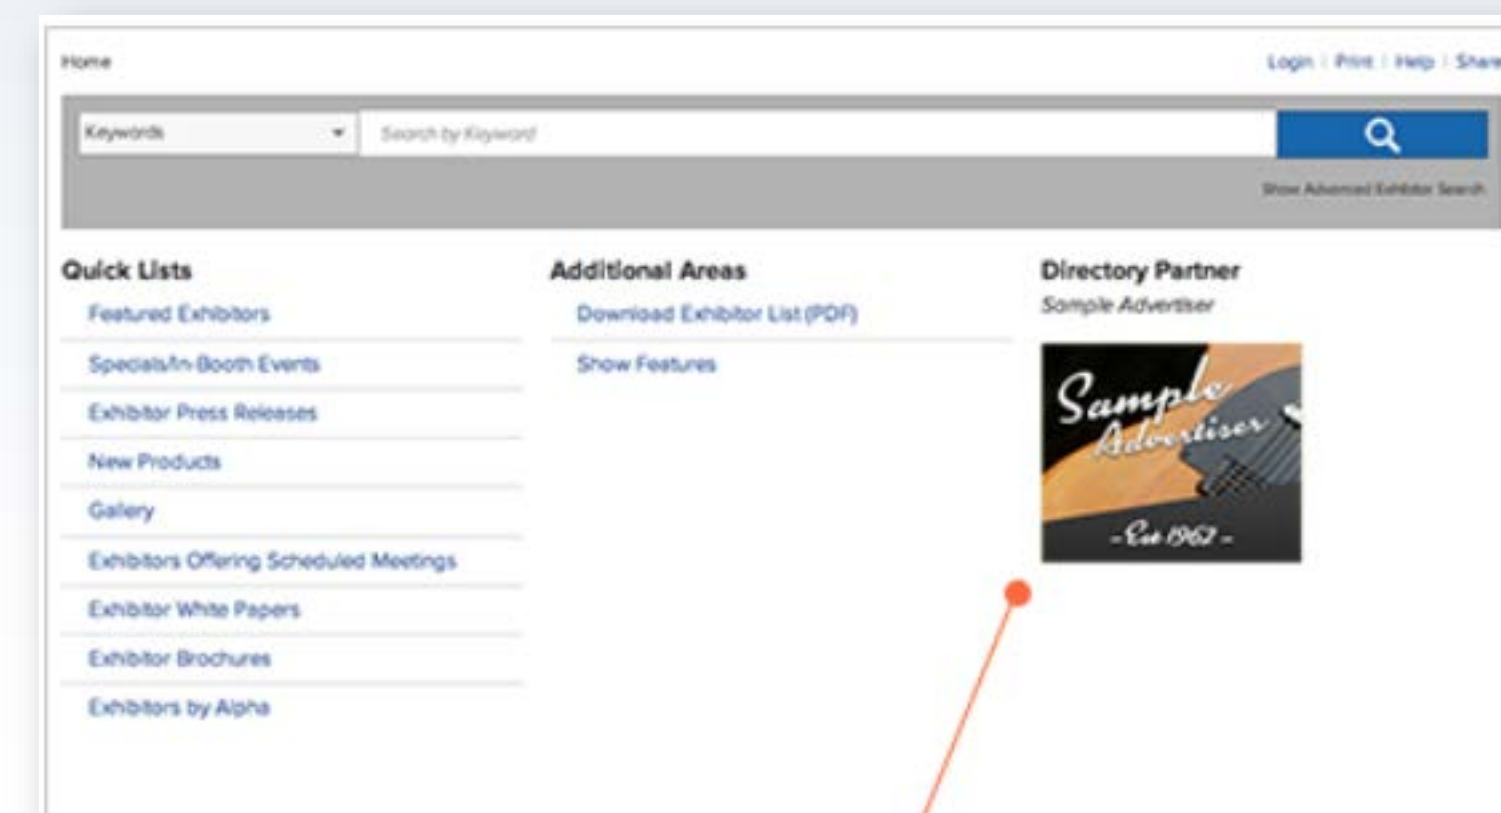 Home
Login | Print | Help | Share
Keywords
Search by Keyword
Show Advanced Exhibitor Search
Quick Lists
Featured Exhibitors
Specials/In-Booth Events
Exhibitor Press Releases
New Products
Gallery
Exhibitors Offering Scheduled Meetings
Exhibitor White Papers
Exhibitor Brochures
Exhibitors by Alpha
Additional Areas
Download Exhibitor List (PDF)
Show Features
Directory Partner
Sample Advertiser
Sample
Advertiser
- Est 1967 -